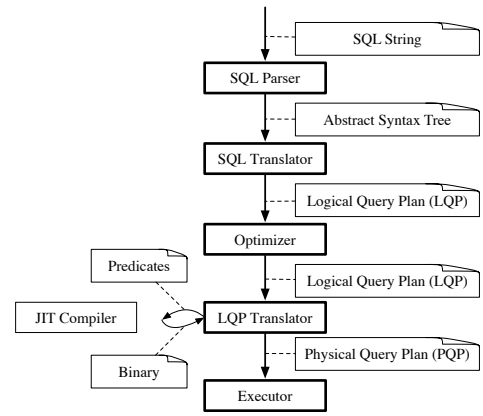 SQL String
SQL Parser
Abstract Syntax Tree
SQL Translator
Logical Query Plan (LQP)
Optimizer
Predicates
Logical Query Plan (LQP)
JIT Compiler
LQP Translator
Physical Query Plan (PQP)
Binary
Executor